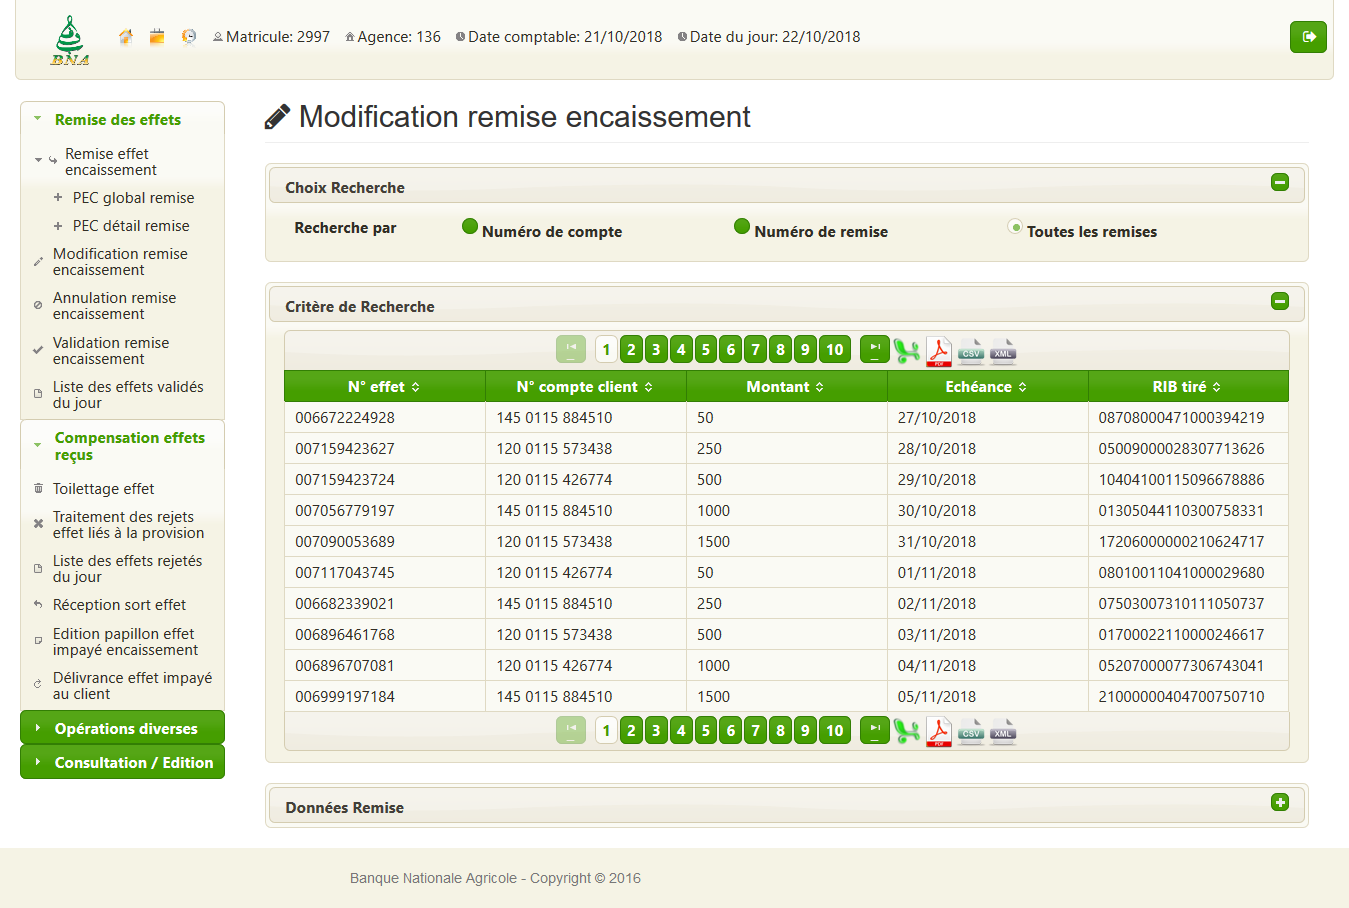 BNA
Matricule: 2997 Agence: 136 Date comptable: 21/10/2018 Date du jour: 22/10/2018
Remise des effets
Remise effet
encaissement
PEC global remise
PEC détail remise
Modification remise
encaissement
Annulation remise
encaissement
Validation remise
encaissement
Liste des effets validés
du jour
Compensation effets
reçus
Toilettage effet
Traitement des rejets
effet liés à la provision
Liste des effets rejetés
du jour
Réception sort effet
Edition papillon effet
impayé encaissement
Délivrance effet impayé
au client
Opérations diverses
Consultation / Edition
Modification remise encaissement
Choix Recherche
Recherche par Numéro de compte Numéro de remise Toutes les remises
Critère de Recherche
1 2 3 4 5 6 7 8 9 10 PDF CSV XML
N° effet N° compte client Montant Echéance RIB tiré
006672224928 145 0115 884510 50 27/10/2018 08708000471000394219
007159423627 120 0115 573438 250 28/10/2018 05009000028307713626
007159423724 120 0115 426774 500 29/10/2018 10404100115096678886
007056779197 145 0115 884510 1000 30/10/2018 01305044110300758331
007090053689 120 0115 573438 1500 31/10/2018 17206000000210624717
007117043745 120 0115 426774 50 01/11/2018 08010011041000029680
006682339021 145 0115 884510 250 02/11/2018 07503007310111050737
006896461768 120 0115 573438 500 03/11/2018 01700022110000246617
006896707081 120 0115 426774 1000 04/11/2018 05207000077306743041
006999197184 145 0115 884510 1500 05/11/2018 21000000404700750710
1 2 3 4 5 6 7 8 9 10 PDF CSV XML
Données Remise
Banque Nationale Agricole - Copyright © 2016